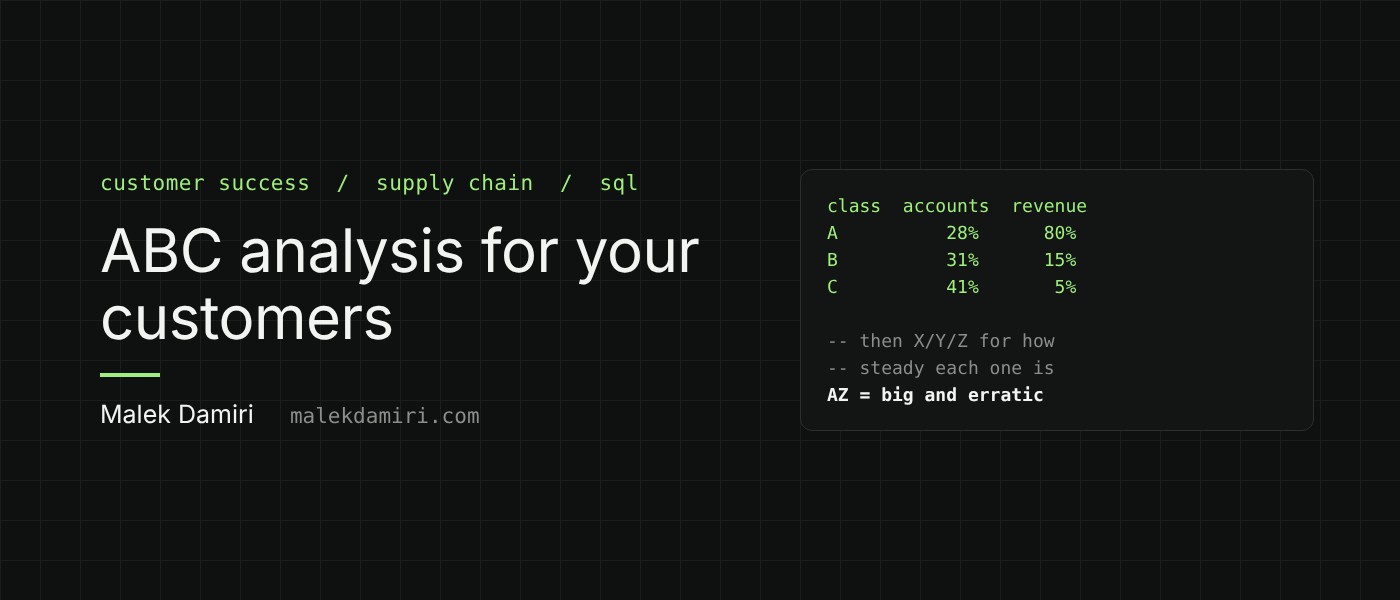 customer success / supply chain / sql
ABC analysis for your
customers
Malek Damiri malekdamiri.com
class accounts revenue
A 28% 80%
B 31% 15%
C 41% 5%
-- then X/Y/Z for how
-- steady each one is
AZ = big and erratic